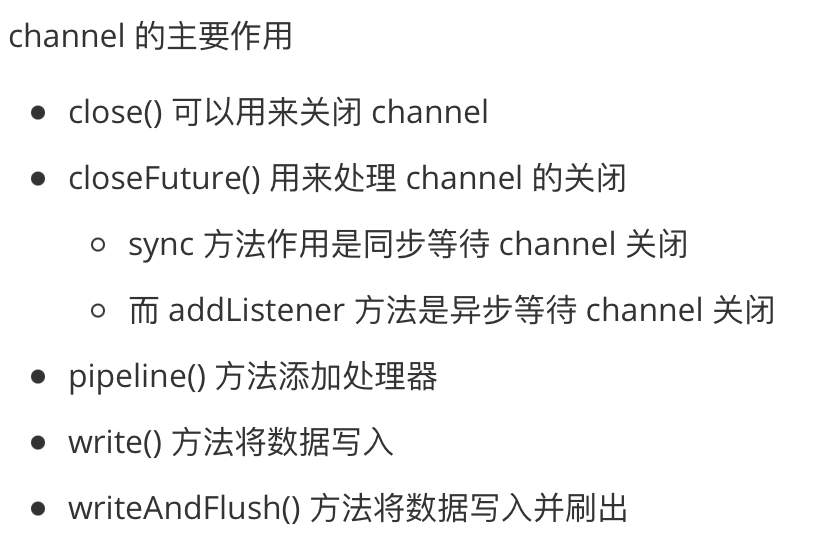 channel 的主要作用
close() 可以用来关闭 channel
closeFuture() 用来处理 channel 的关闭
sync 方法作用是同步等待 channel 关闭
而 addListener 方法是异步等待 channel 关闭
pipeline() 方法添加处理器
write() 方法将数据写入
writeAndFlush() 方法将数据写入并刷出